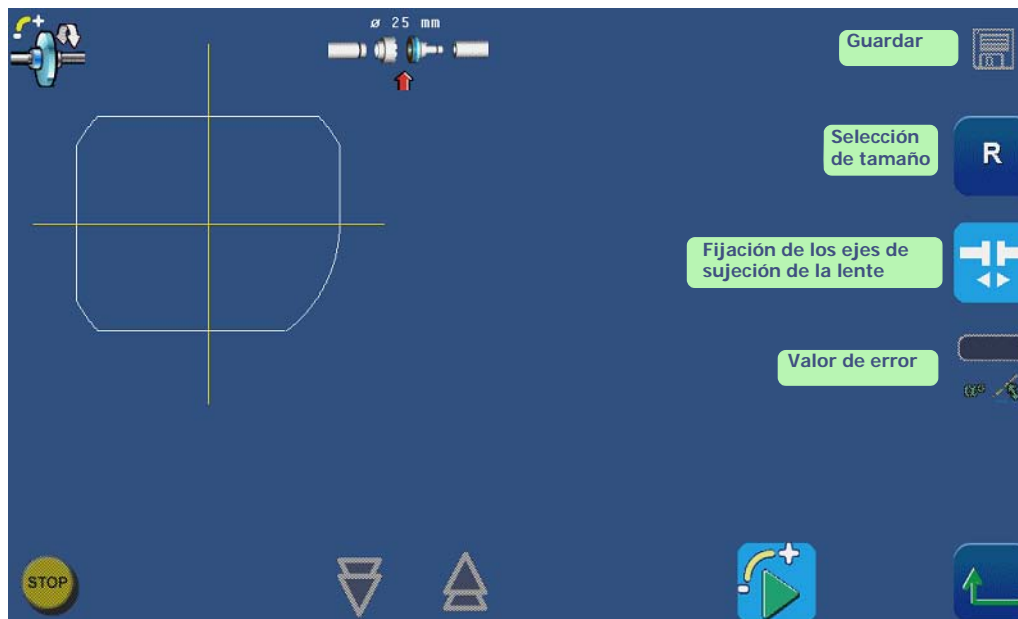 ø 25 mm
Guardar
Selección
de tamaño
R
Fijación de los ejes de
sujeción de la lente
Valor de error
STOP